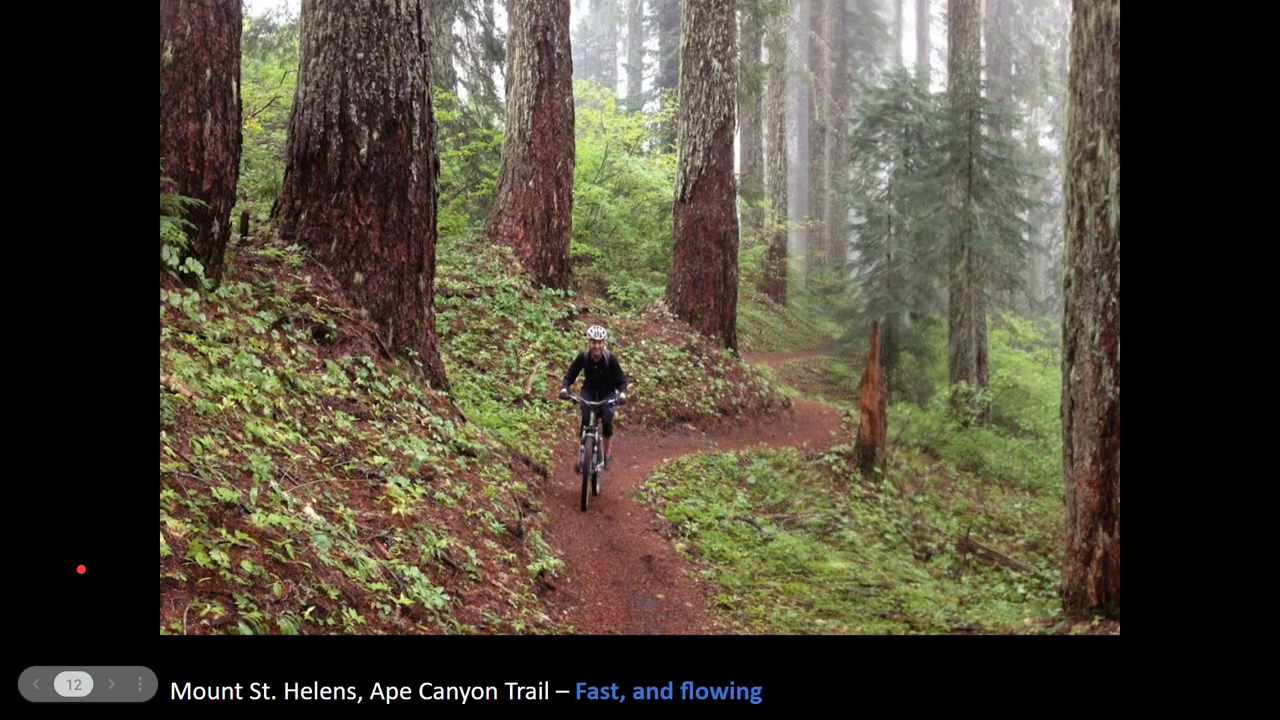 12
Mount St. Helens, Ape Canyon Trail – Fast, and flowing